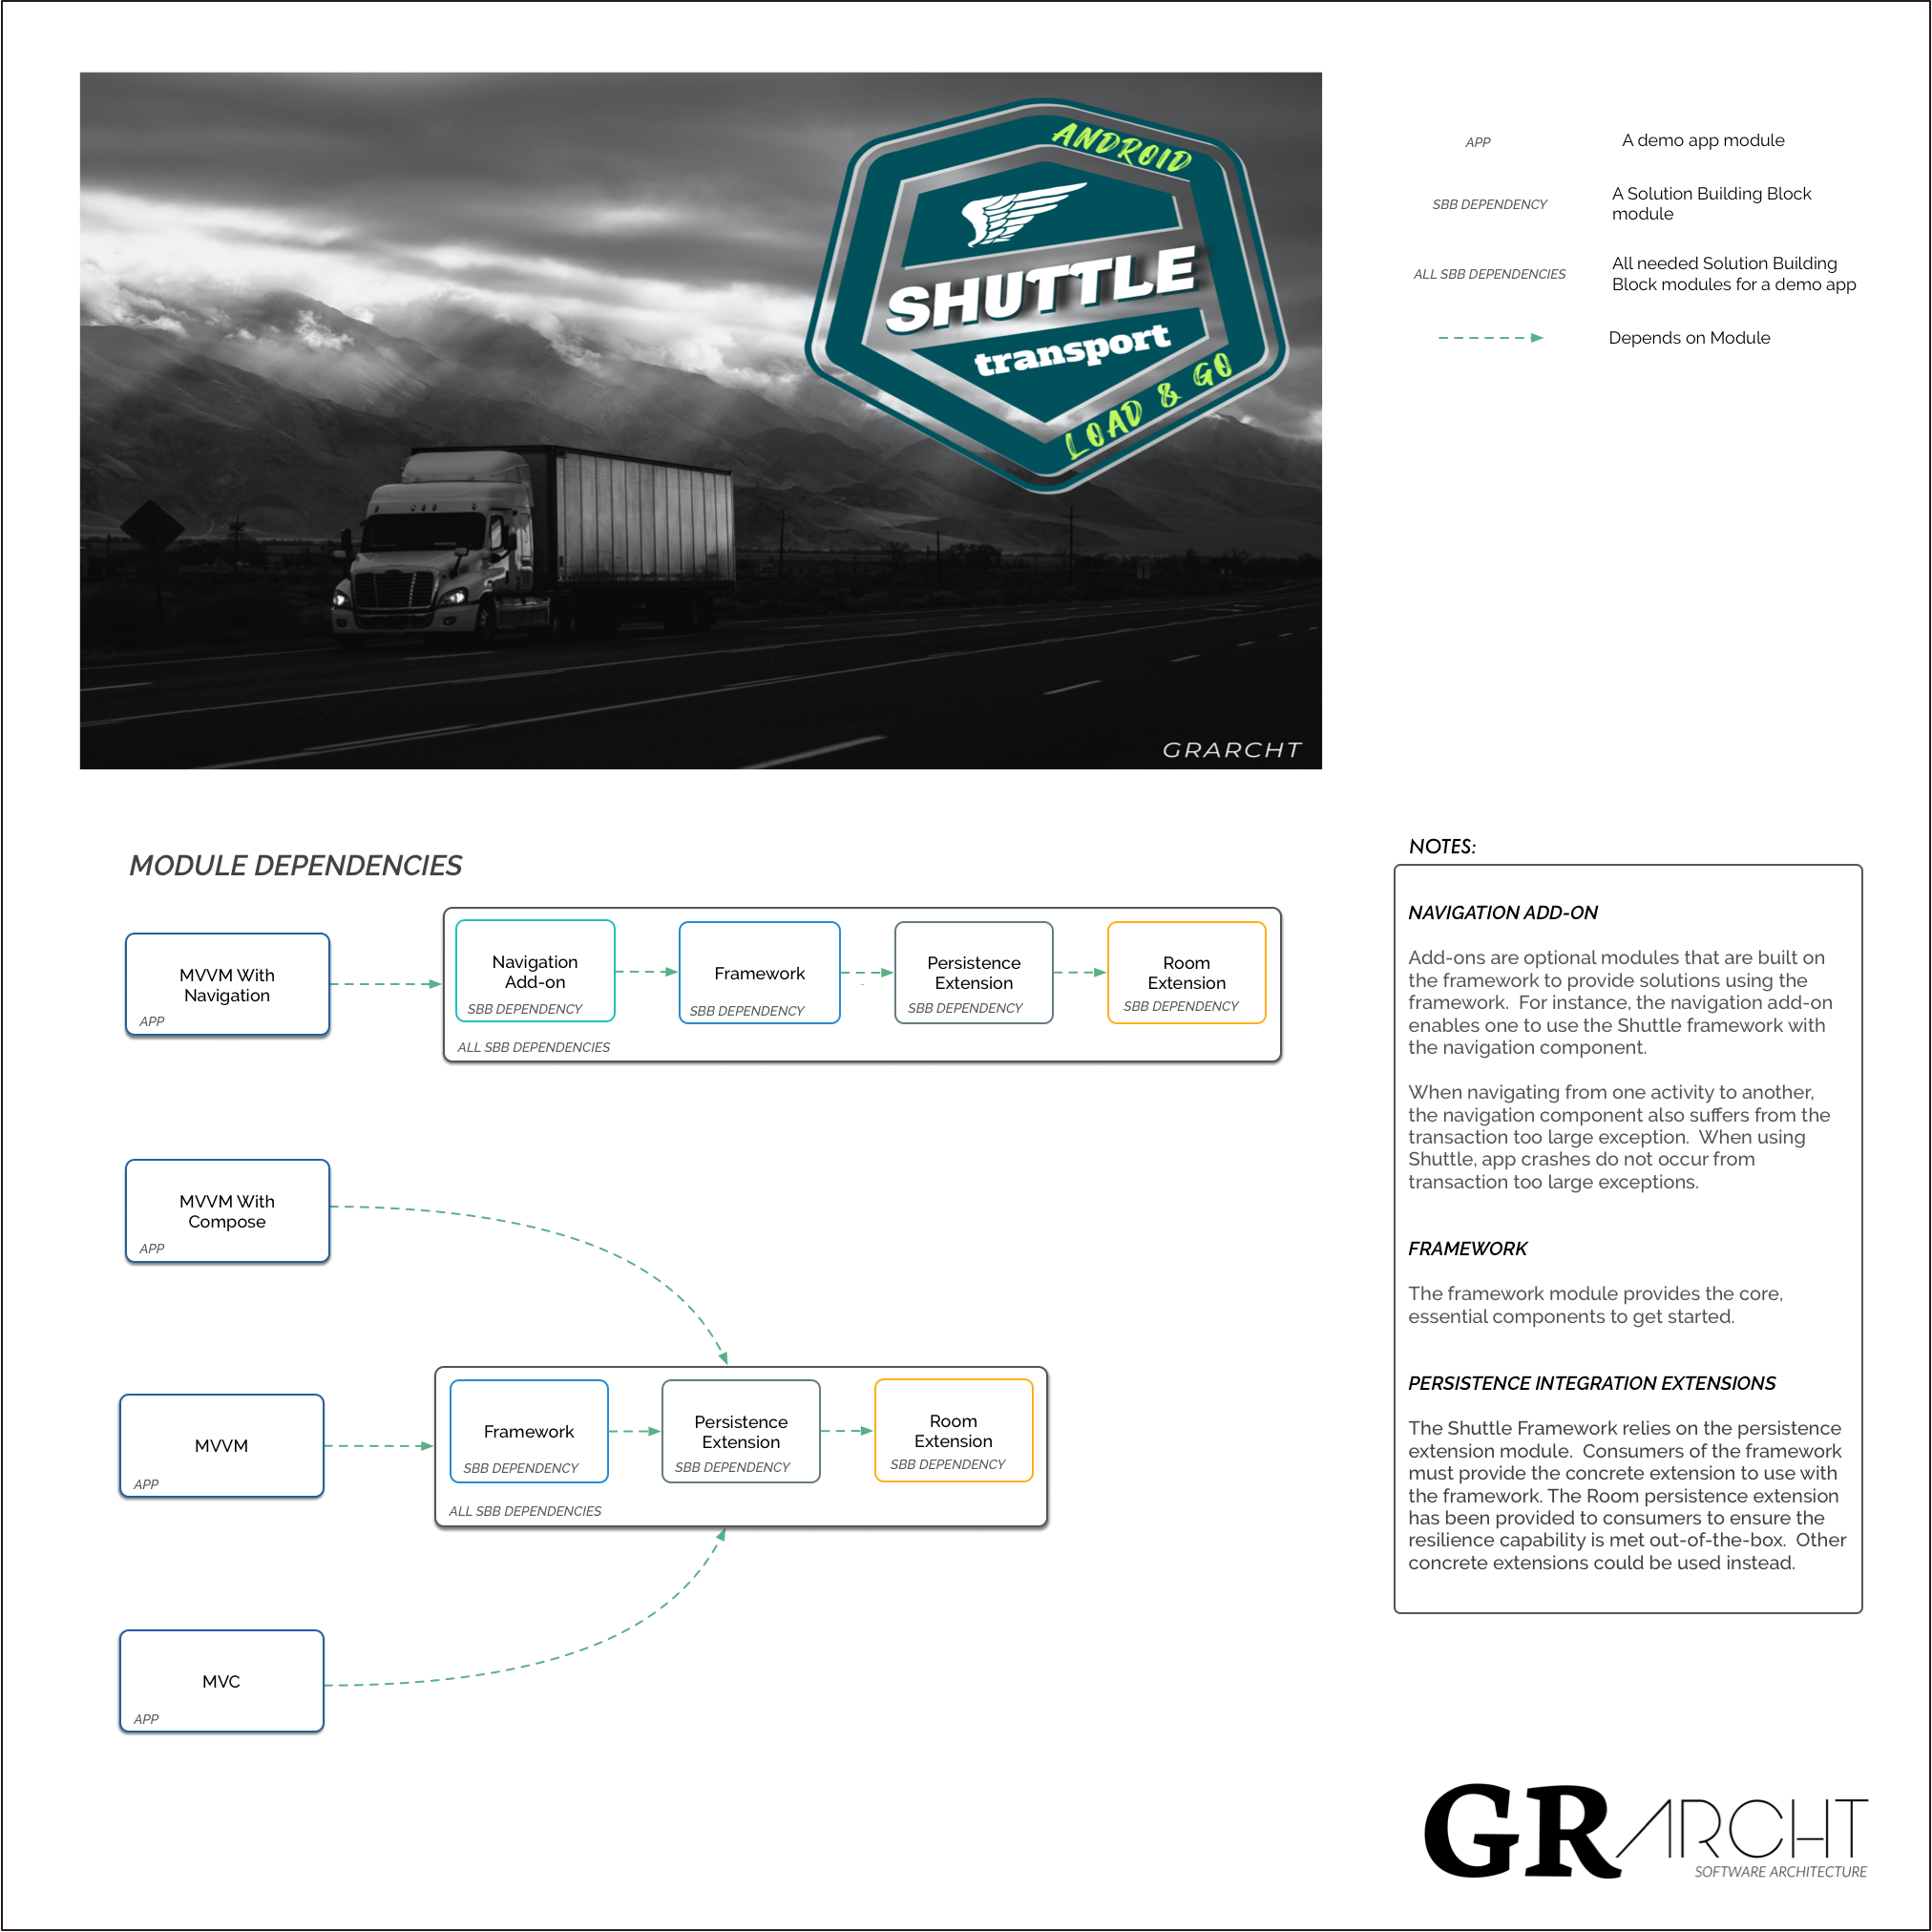 ANDROID
SHUTTLE
transport
LOAD & GO
GRARCHT
APP
A demo app module
SBB DEPENDENCY
A Solution Building Block
module
ALL SBB DEPENDENCIES
All needed Solution Building
Block modules for a demo app
Depends on Module
MODULE DEPENDENCIES
MVVM With
Navigation
APP
Navigation
Add-on
SBB DEPENDENCY
Framework
SBB DEPENDENCY
Persistence
Extension
SBB DEPENDENCY
Room
Extension
SBB DEPENDENCY
ALL SBB DEPENDENCIES
MVVM With
Compose
APP
MVVM
APP
Framework
SBB DEPENDENCY
Persistence
Extension
SBB DEPENDENCY
Room
Extension
SBB DEPENDENCY
ALL SBB DEPENDENCIES
MVC
APP
NOTES:
NAVIGATION ADD-ON
Add-ons are optional modules that are built on
the framework to provide solutions using the
framework.  For instance, the navigation add-on
enables one to use the Shuttle framework with
the navigation component.
When navigating from one activity to another,
the navigation component also suffers from the
transaction too large exception.  When using
Shuttle, app crashes do not occur from
transaction too large exceptions.
FRAMEWORK
The framework module provides the core,
essential components to get started.
PERSISTENCE INTEGRATION EXTENSIONS
The Shuttle Framework relies on the persistence
extension module.  Consumers of the framework
must provide the concrete extension to use with
the framework. The Room persistence extension
has been provided to consumers to ensure the
resilience capability is met out-of-the-box.  Other
concrete extensions could be used instead.
GRARCHT
SOFTWARE ARCHITECTURE